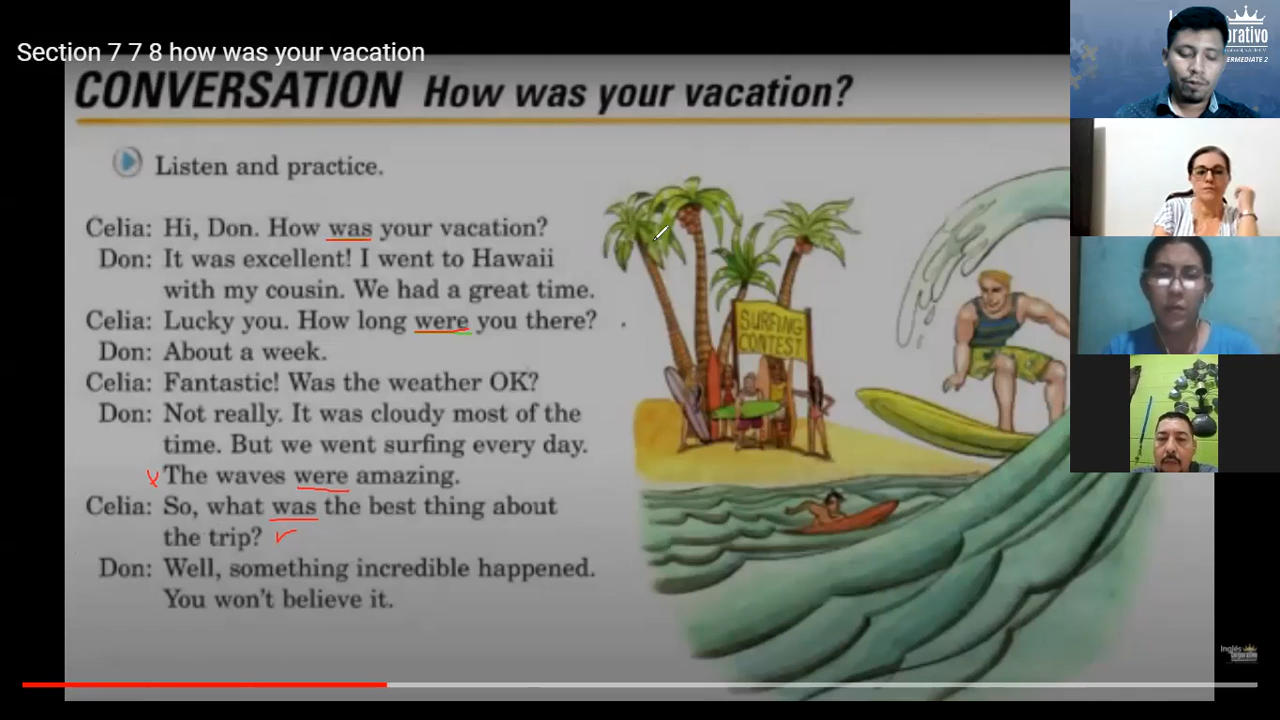 Section 7 7 8 how was your vacation
CONVERSATION How was your vacation?
Listen and practice.
Celia: Hi, Don. How was your vacation?
Don: It was excellent! I went to Hawaii
with my cousin. We had a great time.
Celia: Lucky you. How long were you there?
Don: About a week.
Celia: Fantastic! Was the weather OK?
Don: Not really. It was cloudy most of the
time. But we went surfing every day.
The waves were amazing.
Celia: So, what was the best thing about
the trip?
Don: Well, something incredible happened.
You won't believe it.
SURFING
CONTEST
orativo
ERMEDIATE 2
Inglés